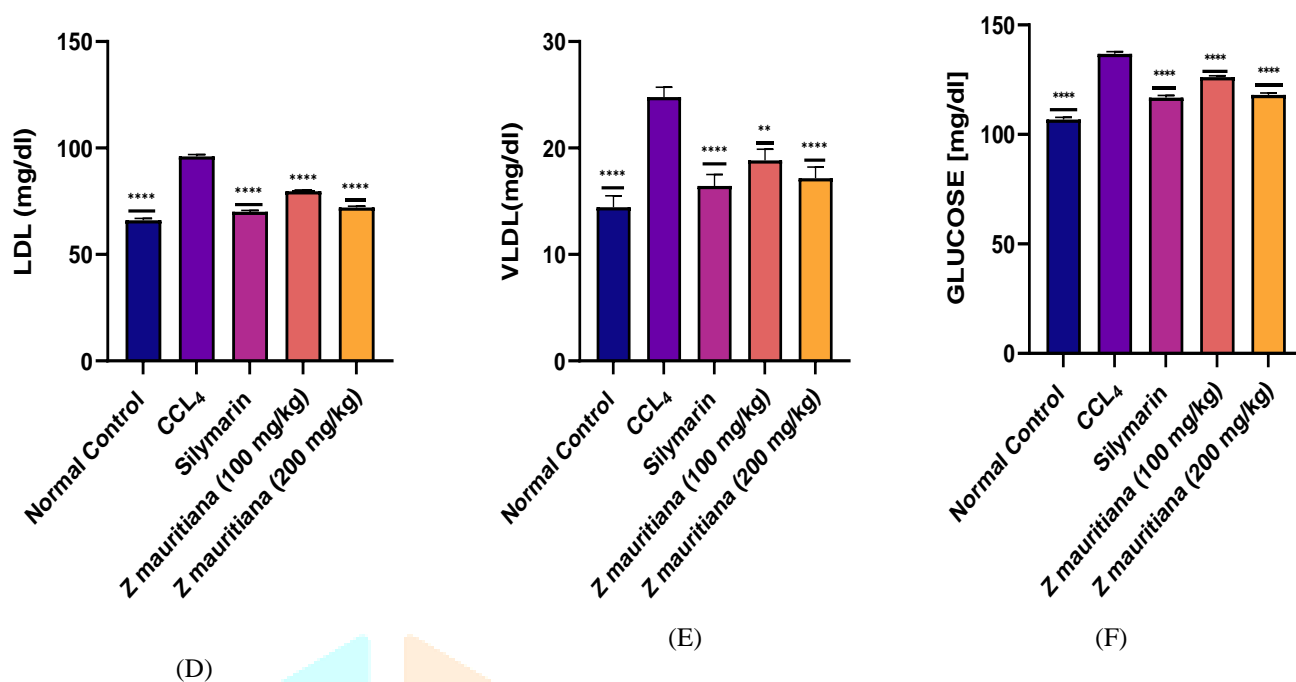 LDL (mg/dl)
150
100
50
0
****
****
****
****
Normal Control
CCL₄
Silymarin
Z mauritiana (100 mg/kg)
Z mauritiana (200 mg/kg)
(D)
VLDL(mg/dl)
30
20
10
0
****
****
**
****
Normal Control
CCL₄
Silymarin
Z mauritiana (100 mg/kg)
Z mauritiana (200 mg/kg)
(E)
GLUCOSE [mg/dl]
150
100
50
0
****
****
****
****
Normal Control
CCL₄
Silymarin
Z mauritiana (100 mg/kg)
Z mauritiana (200 mg/kg)
(F)